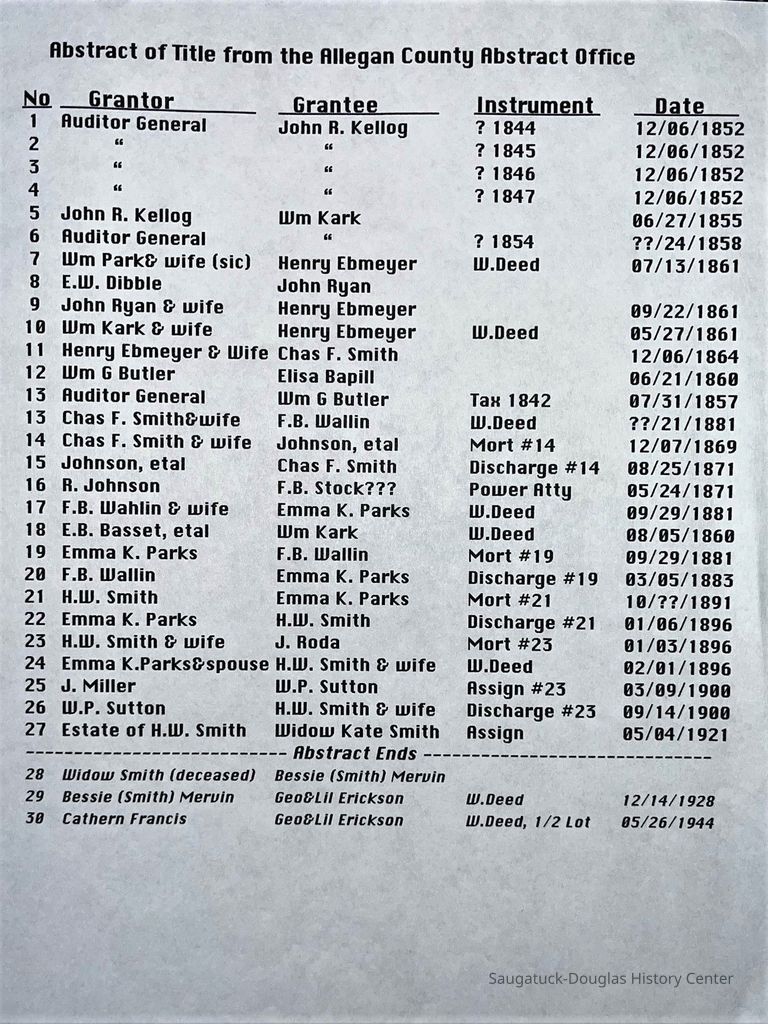 Abstract of Title from the Allegan County Abstract Office
No Grantor Grantee Instrument Date
1 Auditor General John R. Kellog ? 1844 12/06/1852
2 “ “ ? 1845 12/06/1852
3 “ “ ? 1846 12/06/1852
4 “ “ ? 1847 12/06/1852
5 John R. Kellog Wm Kark 06/27/1855
6 Auditor General “ ? 1854 ??/24/1858
7 Wm Park& wife (sic) Henry Ebmeyer W.Deed 07/13/1861
8 E.W. Dibble John Ryan
9 John Ryan & wife Henry Ebmeyer 09/22/1861
10 Wm Kark & wife Henry Ebmeyer W.Deed 05/27/1861
11 Henry Ebmeyer & Wife Chas F. Smith 12/06/1864
12 Wm G Butler Elisa Bapill 06/21/1860
13 Auditor General Wm G Butler Tax 1842 07/31/1857
13 Chas F. Smith&wife F.B. Wallin W.Deed ??/21/1881
14 Chas F. Smith & wife Johnson, etal Mort #14 12/07/1869
15 Johnson, etal Chas F. Smith Discharge #14 08/25/1871
16 R. Johnson F.B. Stock??? Power Atty 05/24/1871
17 F.B. Wahlin & wife Emma K. Parks W.Deed 09/29/1881
18 E.B. Basset, etal Wm Kark W.Deed 08/05/1860
19 Emma K. Parks F.B. Wallin Mort #19 09/29/1881
20 F.B. Wallin Emma K. Parks Discharge #19 03/05/1883
21 H.W. Smith Emma K. Parks Mort #21 10/??/1891
22 Emma K. Parks H.W. Smith Discharge #21 01/06/1896
23 H.W. Smith & wife J. Roda Mort #23 01/03/1896
24 Emma K.Parks&spouse H.W. Smith & wife W.Deed 02/01/1896
25 J. Miller W.P. Sutton Assign #23 03/09/1900
26 W.P. Sutton H.W. Smith & wife Discharge #23 09/14/1900
27 Estate of H.W. Smith Widow Kate Smith Assign 05/04/1921
---------------------------- Abstract Ends -------------------------------
28 Widow Smith (deceased) Bessie (Smith) Mervin
29 Bessie (Smith) Mervin Geo&Lil Erickson W.Deed 12/14/1928
30 Cathern Francis Geo&Lil Erickson W.Deed, 1/2 Lot 05/26/1944
Saugatuck-Douglas History Center